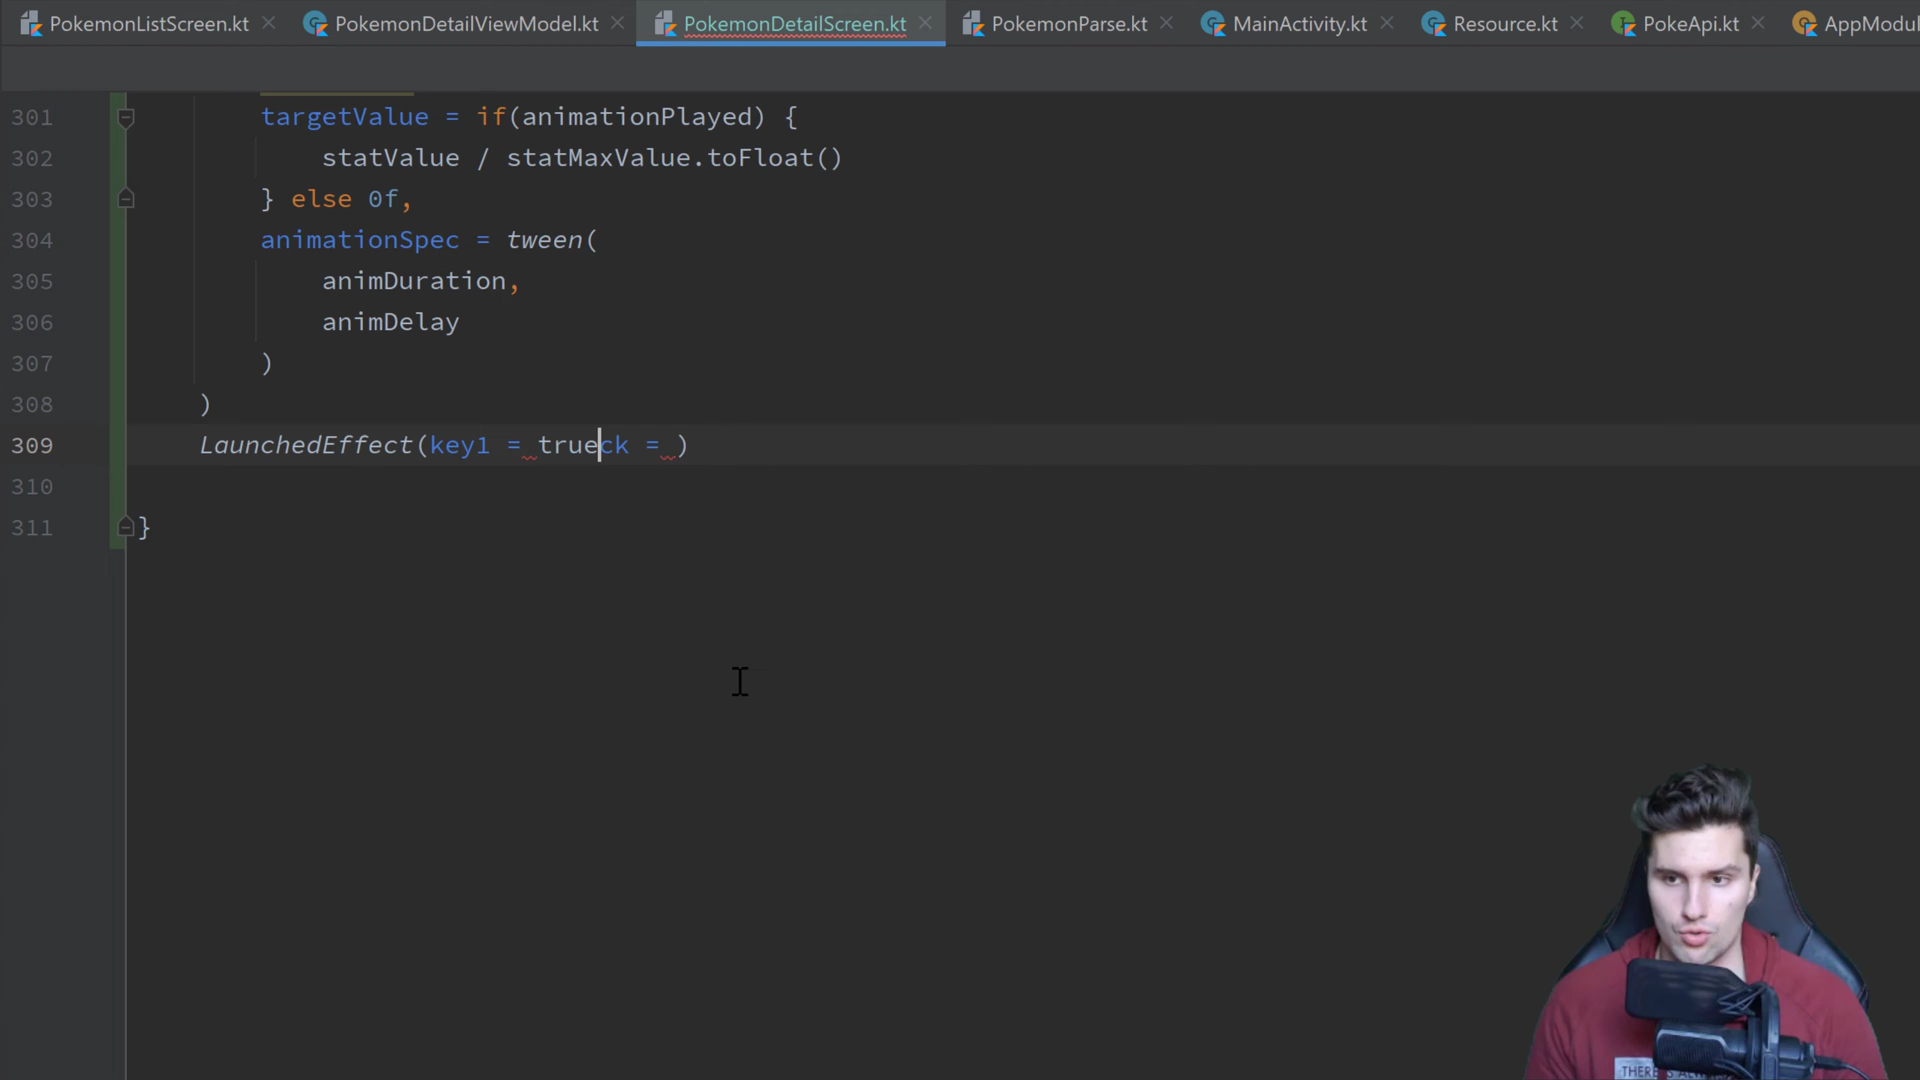 PokemonListScreen.kt PokemonDetailViewModel.kt PokemonDetailScreen.kt PokemonParse.kt MainActivity.kt Resource.kt PokeApi.kt AppModul
301 targetValue = if(animationPlayed) {
302 statValue / statMaxValue.toFloat()
303 } else 0f,
304 animationSpec = tween(
305 animDuration,
306 animDelay
307 )
308 )
309 LaunchedEffect(key1 = trueck = )
310
311 }